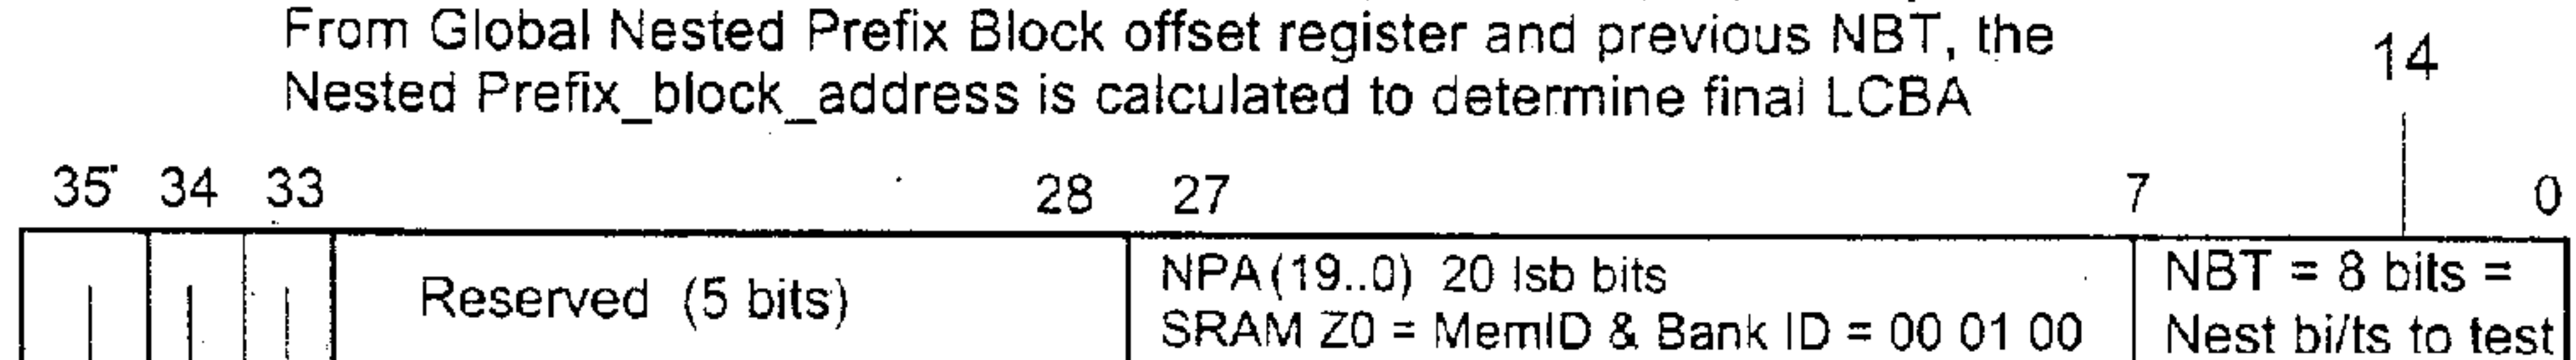 From Global Nested Prefix Block offset register and previous NBT, the
Nested Prefix_block_address is calculated to determine final LCBA
14
35 34 33 28 27 7 0
Reserved (5 bits)
NPA(19..0) 20 lsb bits
SRAM Z0 = MemID & Bank ID = 00 01 00
NBT = 8 bits =
Nest bi/ts to test